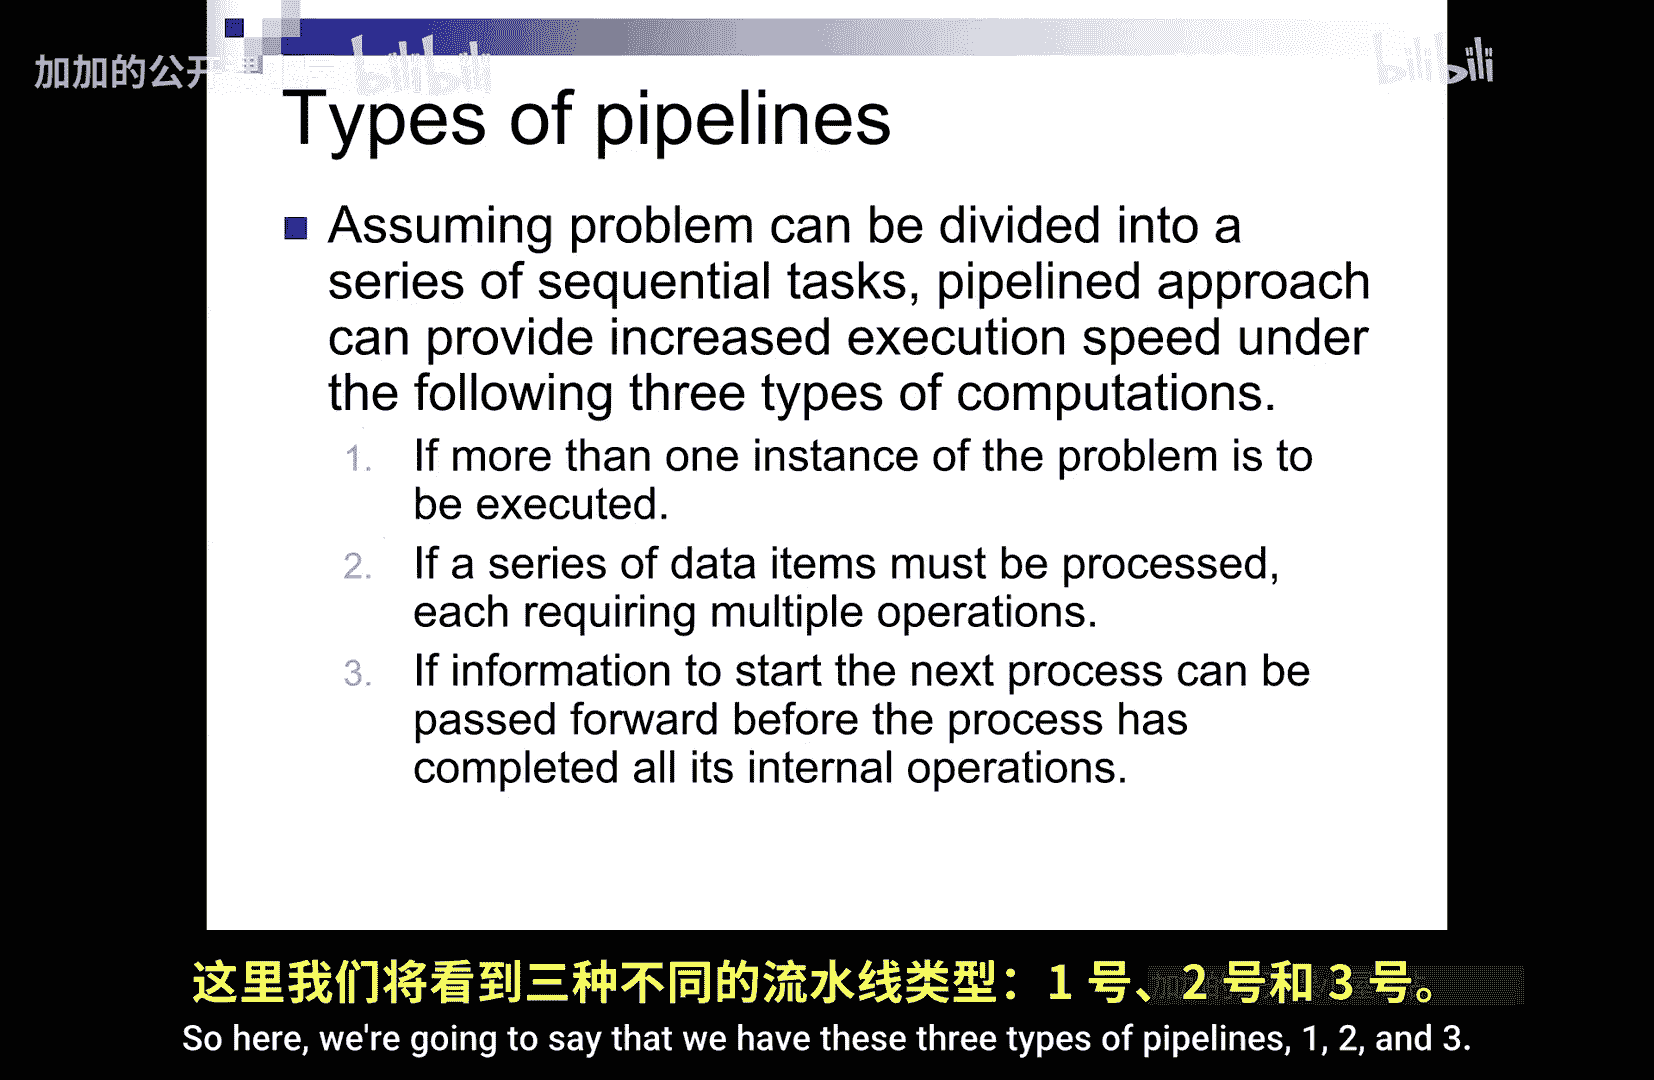 加加的公开
bilibili
bilibili
Types of pipelines
Assuming problem can be divided into a
series of sequential tasks, pipelined approach
can provide increased execution speed under
the following three types of computations.
1. If more than one instance of the problem is to
be executed.
2. If a series of data items must be processed,
each requiring multiple operations.
3. If information to start the next process can be
passed forward before the process has
completed all its internal operations.
这里我们将看到三种不同的流水线类型：1 号、2 号和 3 号。
So here, we're going to say that we have these three types of pipelines, 1, 2, and 3.